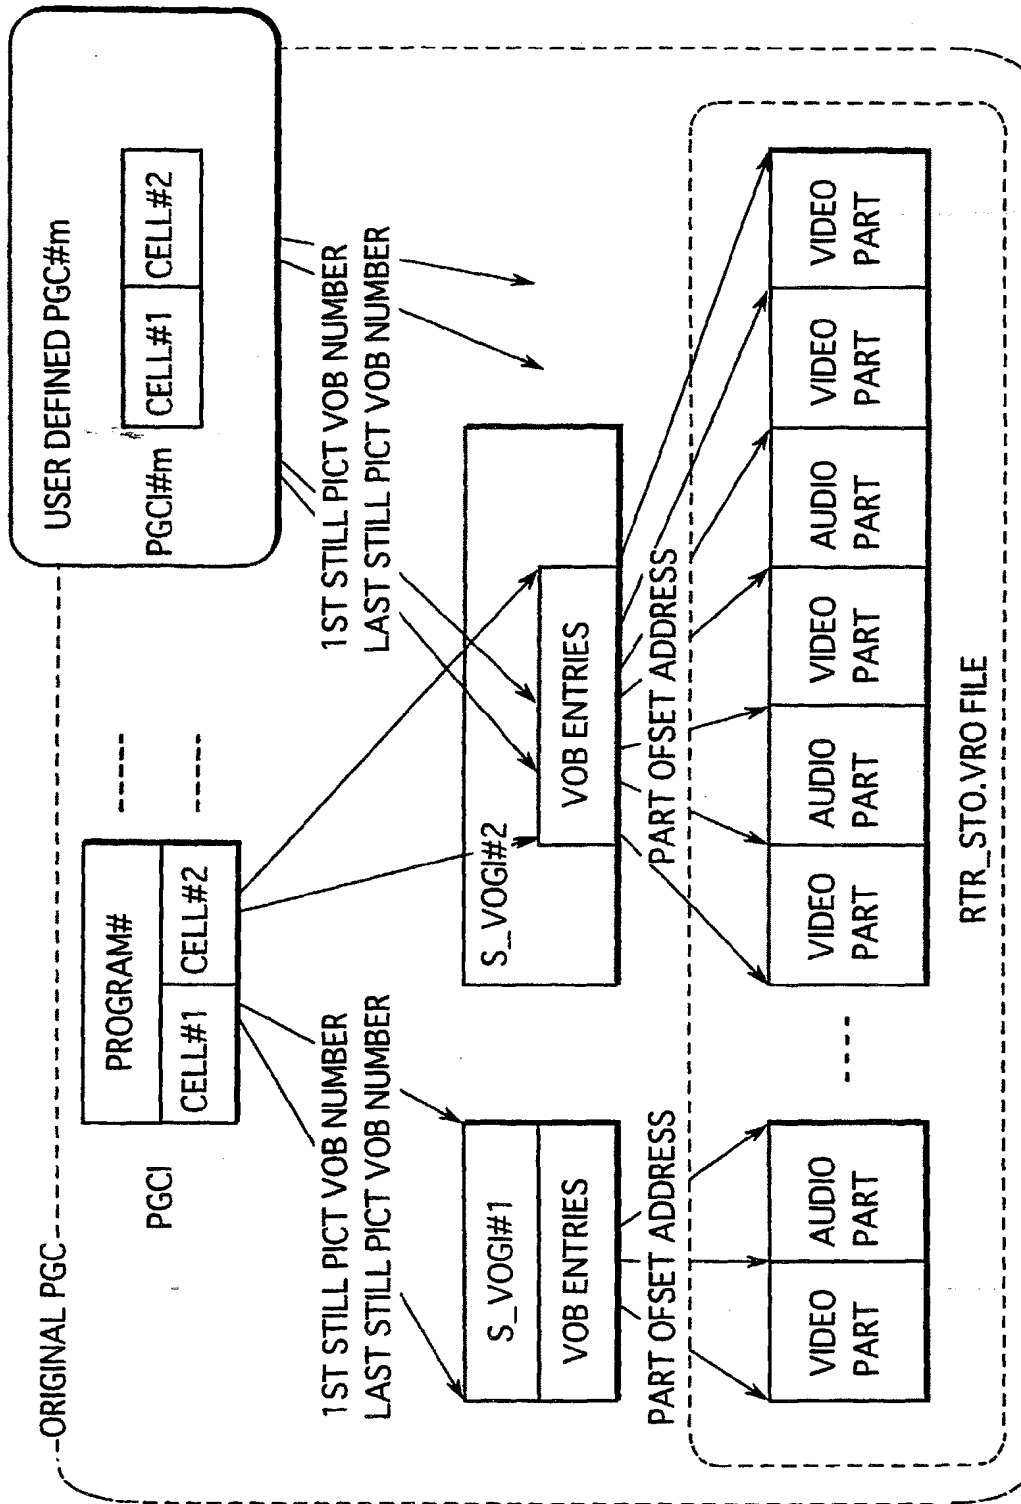 ORIGINAL PGC
USER DEFINED PGC#m
PGCI
PROGRAM#
CELL#1
CELL#2
PGCI#m
CELL#1
CELL#2
1ST STILL PICT VOB NUMBER
LAST STILL PICT VOB NUMBER
1ST STILL PICT VOB NUMBER
LAST STILL PICT VOB NUMBER
S_VOGI#1
VOB ENTRIES
S_VOGI#2
VOB ENTRIES
PART OFSET ADDRESS
PART OFSET ADDRESS
VIDEO
PART
AUDIO
PART
VIDEO
PART
AUDIO
PART
VIDEO
PART
AUDIO
PART
VIDEO
PART
VIDEO
PART
RTR_STO.VRO FILE